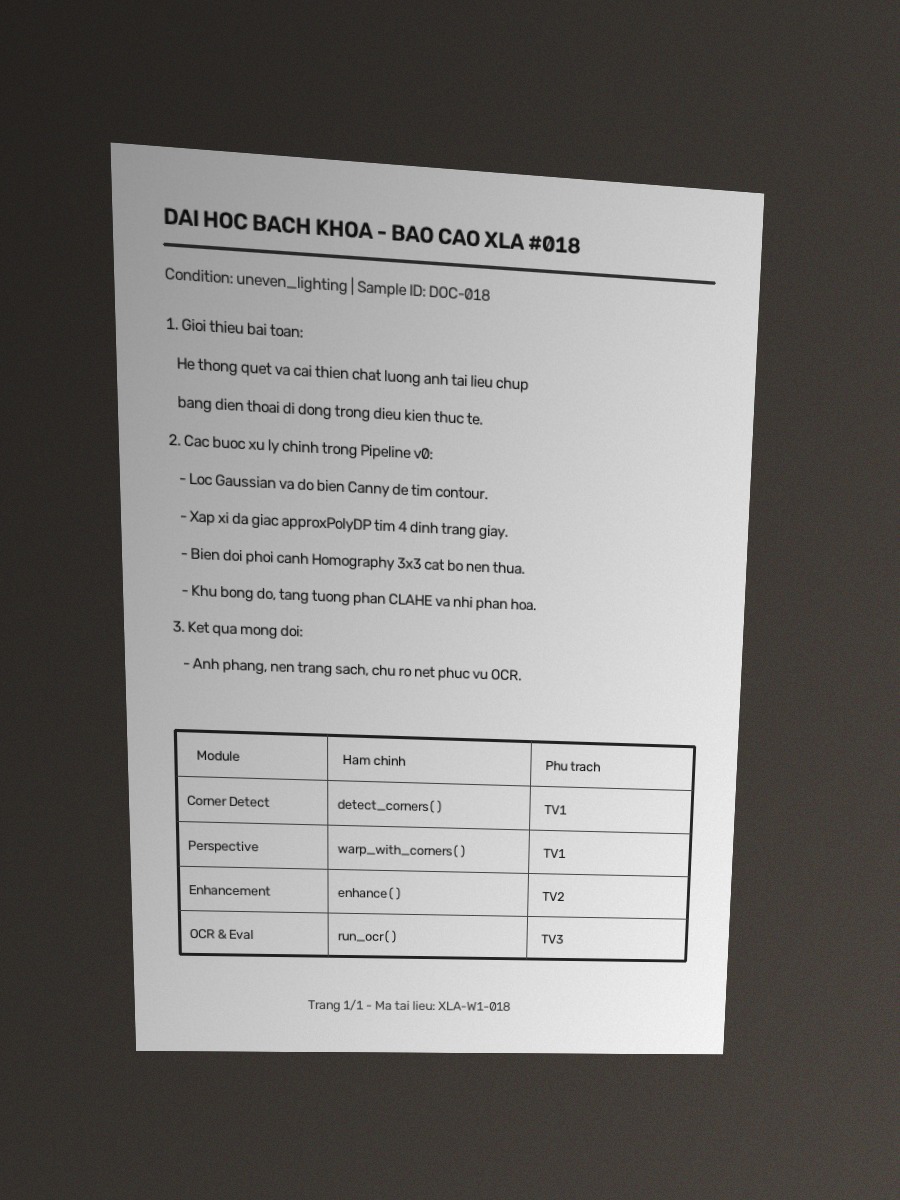 DAI HOC BACH KHOA - BAO CAO XLA #018
Condition: uneven_lighting | Sample ID: DOC-018
1. Gioi thieu bai toan:
He thong quet va cai thien chat luong anh tai lieu chup
bang dien thoai di dong trong dieu kien thuc te.
2. Cac buoc xu ly chinh trong Pipeline v0:
- Loc Gaussian va do bien Canny de tim contour.
- Xap xi da giac approxPolyDP tim 4 dinh trang giay.
- Bien doi phoi canh Homography 3x3 cat bo nen thua.
- Khu bong do, tang tuong phan CLAHE va nhi phan hoa.
3. Ket qua mong doi:
- Anh phang, nen trang sach, chu ro net phuc vu OCR.
Module Ham chinh Phu trach
Corner Detect detect_corners() TV1
Perspective warp_with_corners() TV1
Enhancement enhance() TV2
OCR & Eval run_ocr() TV3
Trang 1/1 - Ma tai lieu: XLA-W1-018